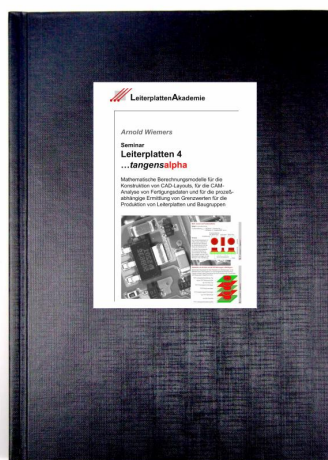 LeiterplattenAkademie
Arnold Wiemers
Seminar
Leiterplatten 4
...tangensalpha
Mathematische Berechnungsmodelle für die
Konstruktion von CAD-Layouts, für die CAM-
Analyse von Fertigungsdaten und für die prozeß-
abhängige Ermittlung von Grenzwerten für die
Produktion von Leiterplatten und Baugruppen.